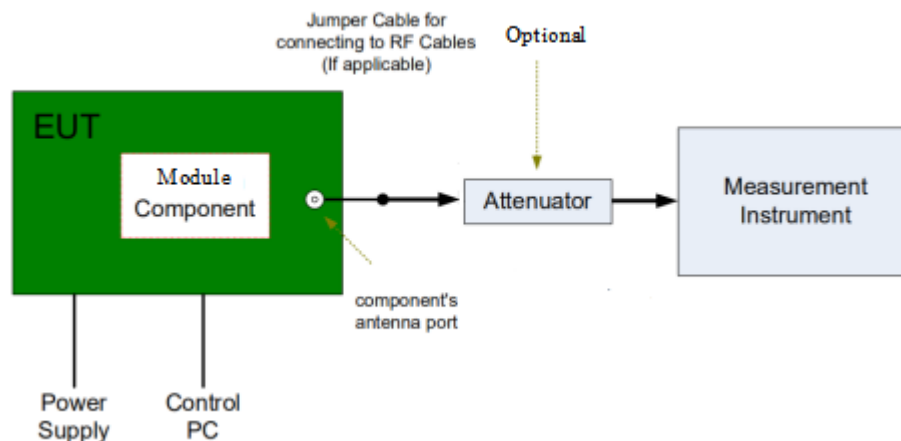 Jumper Cable for
connecting to RF Cables
(If applicable)
Optional
EUT
Module
Component
Attenuator
Measurement
Instrument
component's
antenna port
Power
Supply
Control
PC